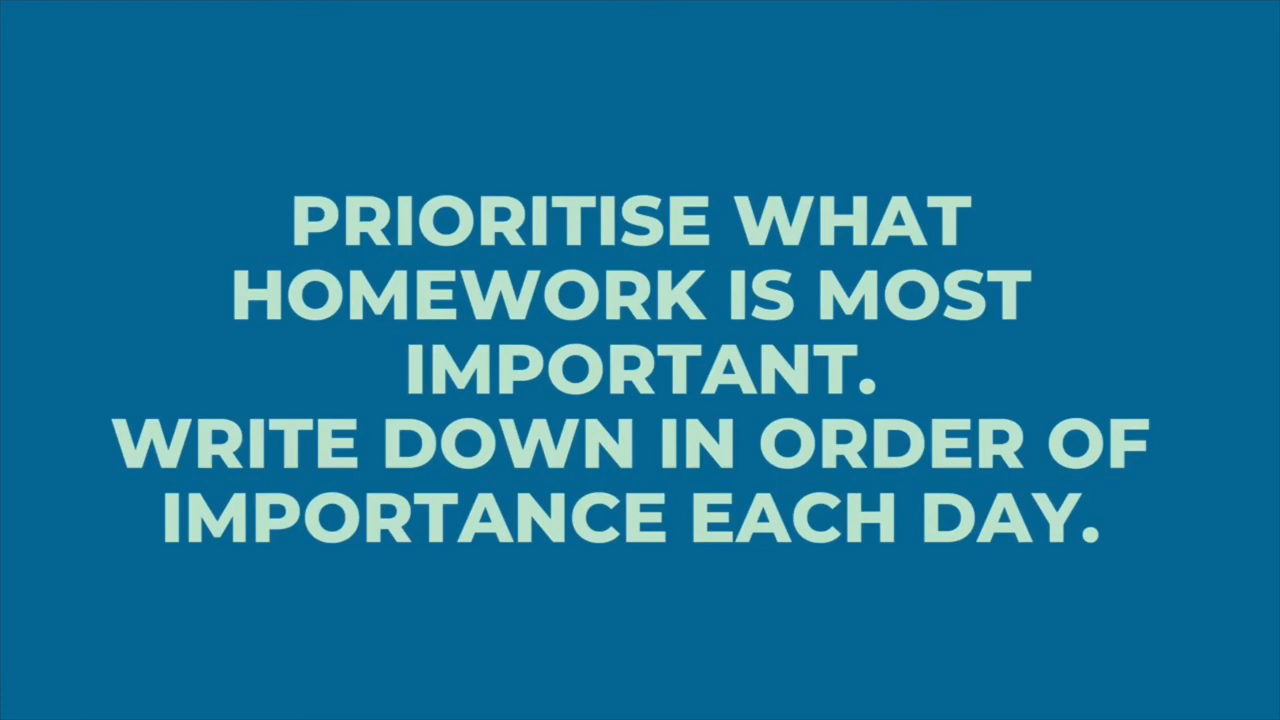 PRIORITISE WHAT
HOMEWORK IS MOST
IMPORTANT.
WRITE DOWN IN ORDER OF
IMPORTANCE EACH DAY.